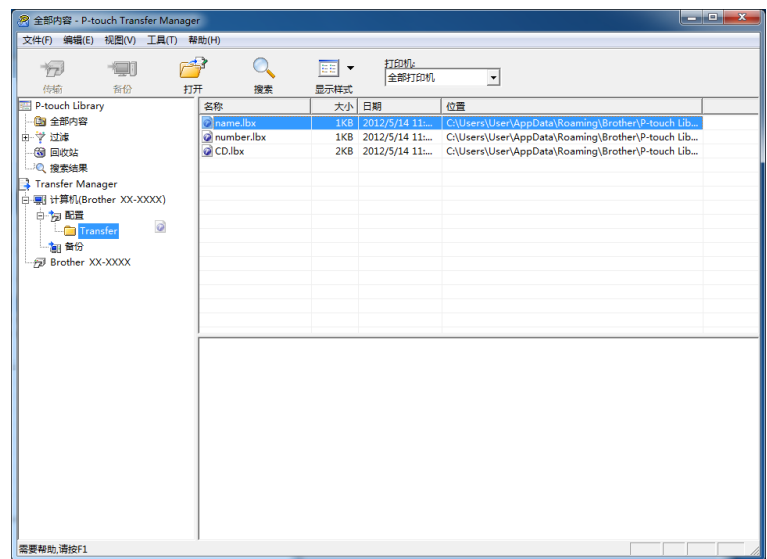 全部内容 - P-touch Transfer Manager
文件(F) 编辑(E) 视图(V) 工具(T) 帮助(H)
传输 备份 打开 搜索 显示样式 打印机: 全部打印机
P-touch Library
全部内容
过滤
回收站
搜索结果
Transfer Manager
计算机(Brother XX-XXXX)
配置
Transfer
备份
Brother XX-XXXX
名称 大小 日期 位置
name.lbx 1KB 2012/5/14 11:... C:\Users\User\AppData\Roaming\Brother\P-touch Lib...
number.lbx 1KB 2012/5/14 11:... C:\Users\User\AppData\Roaming\Brother\P-touch Lib...
CD.lbx 2KB 2012/5/14 11:... C:\Users\User\AppData\Roaming\Brother\P-touch Lib...
需要帮助,请按F1